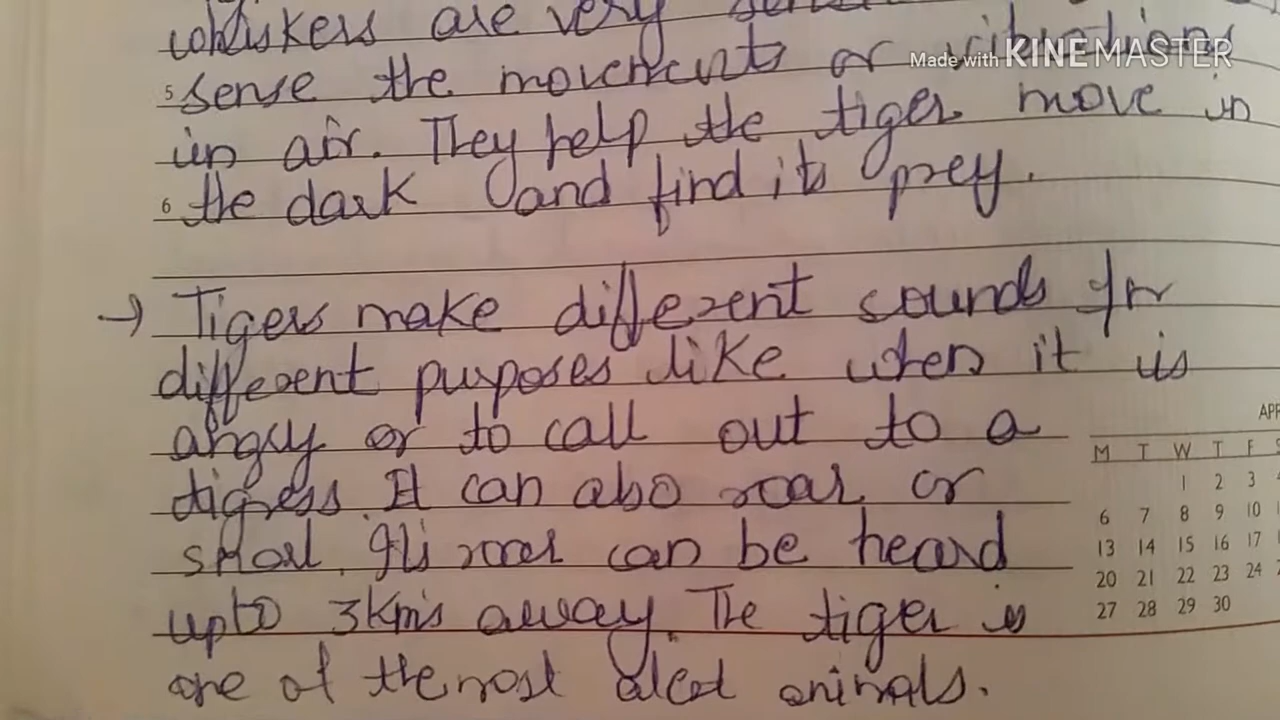 whiskers are very
Made with KINEMASTER
5 sense the movements or vibrations
in air. They help the tiger move in
6 the dark and find its prey.
→ Tigers make different sounds for
different purposes like when it is
angry or to call out to a
tigress. It can also roar or
snarl. It's roar can be heard
upto 3km's away. The tiger is
one of the most alert animals.
APR
M T W T F S
1 2 3 4
6 7 8 9 10
13 14 15 16 17
20 21 22 23 24
27 28 29 30